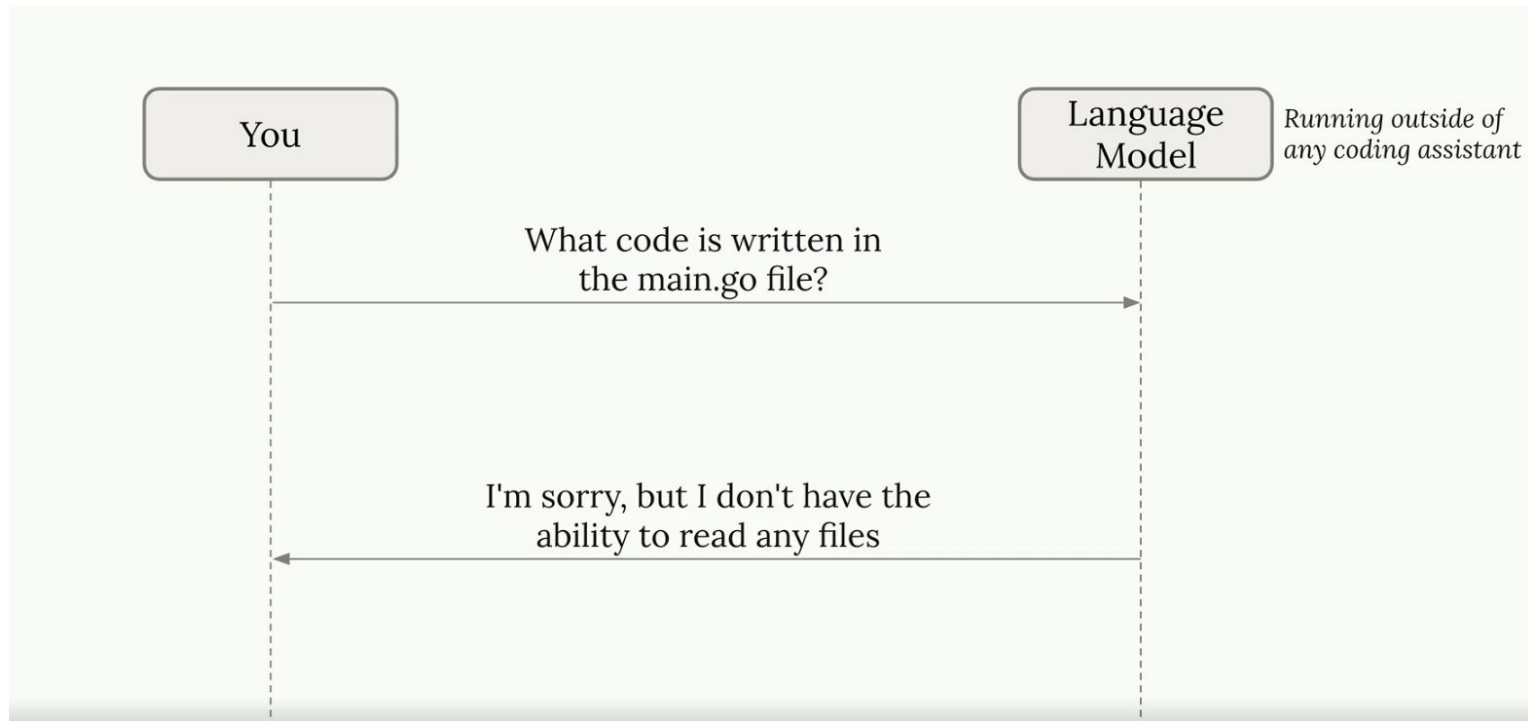 You
Language
Model
Running outside of
any coding assistant
What code is written in
the main.go file?
I'm sorry, but I don't have the
ability to read any files